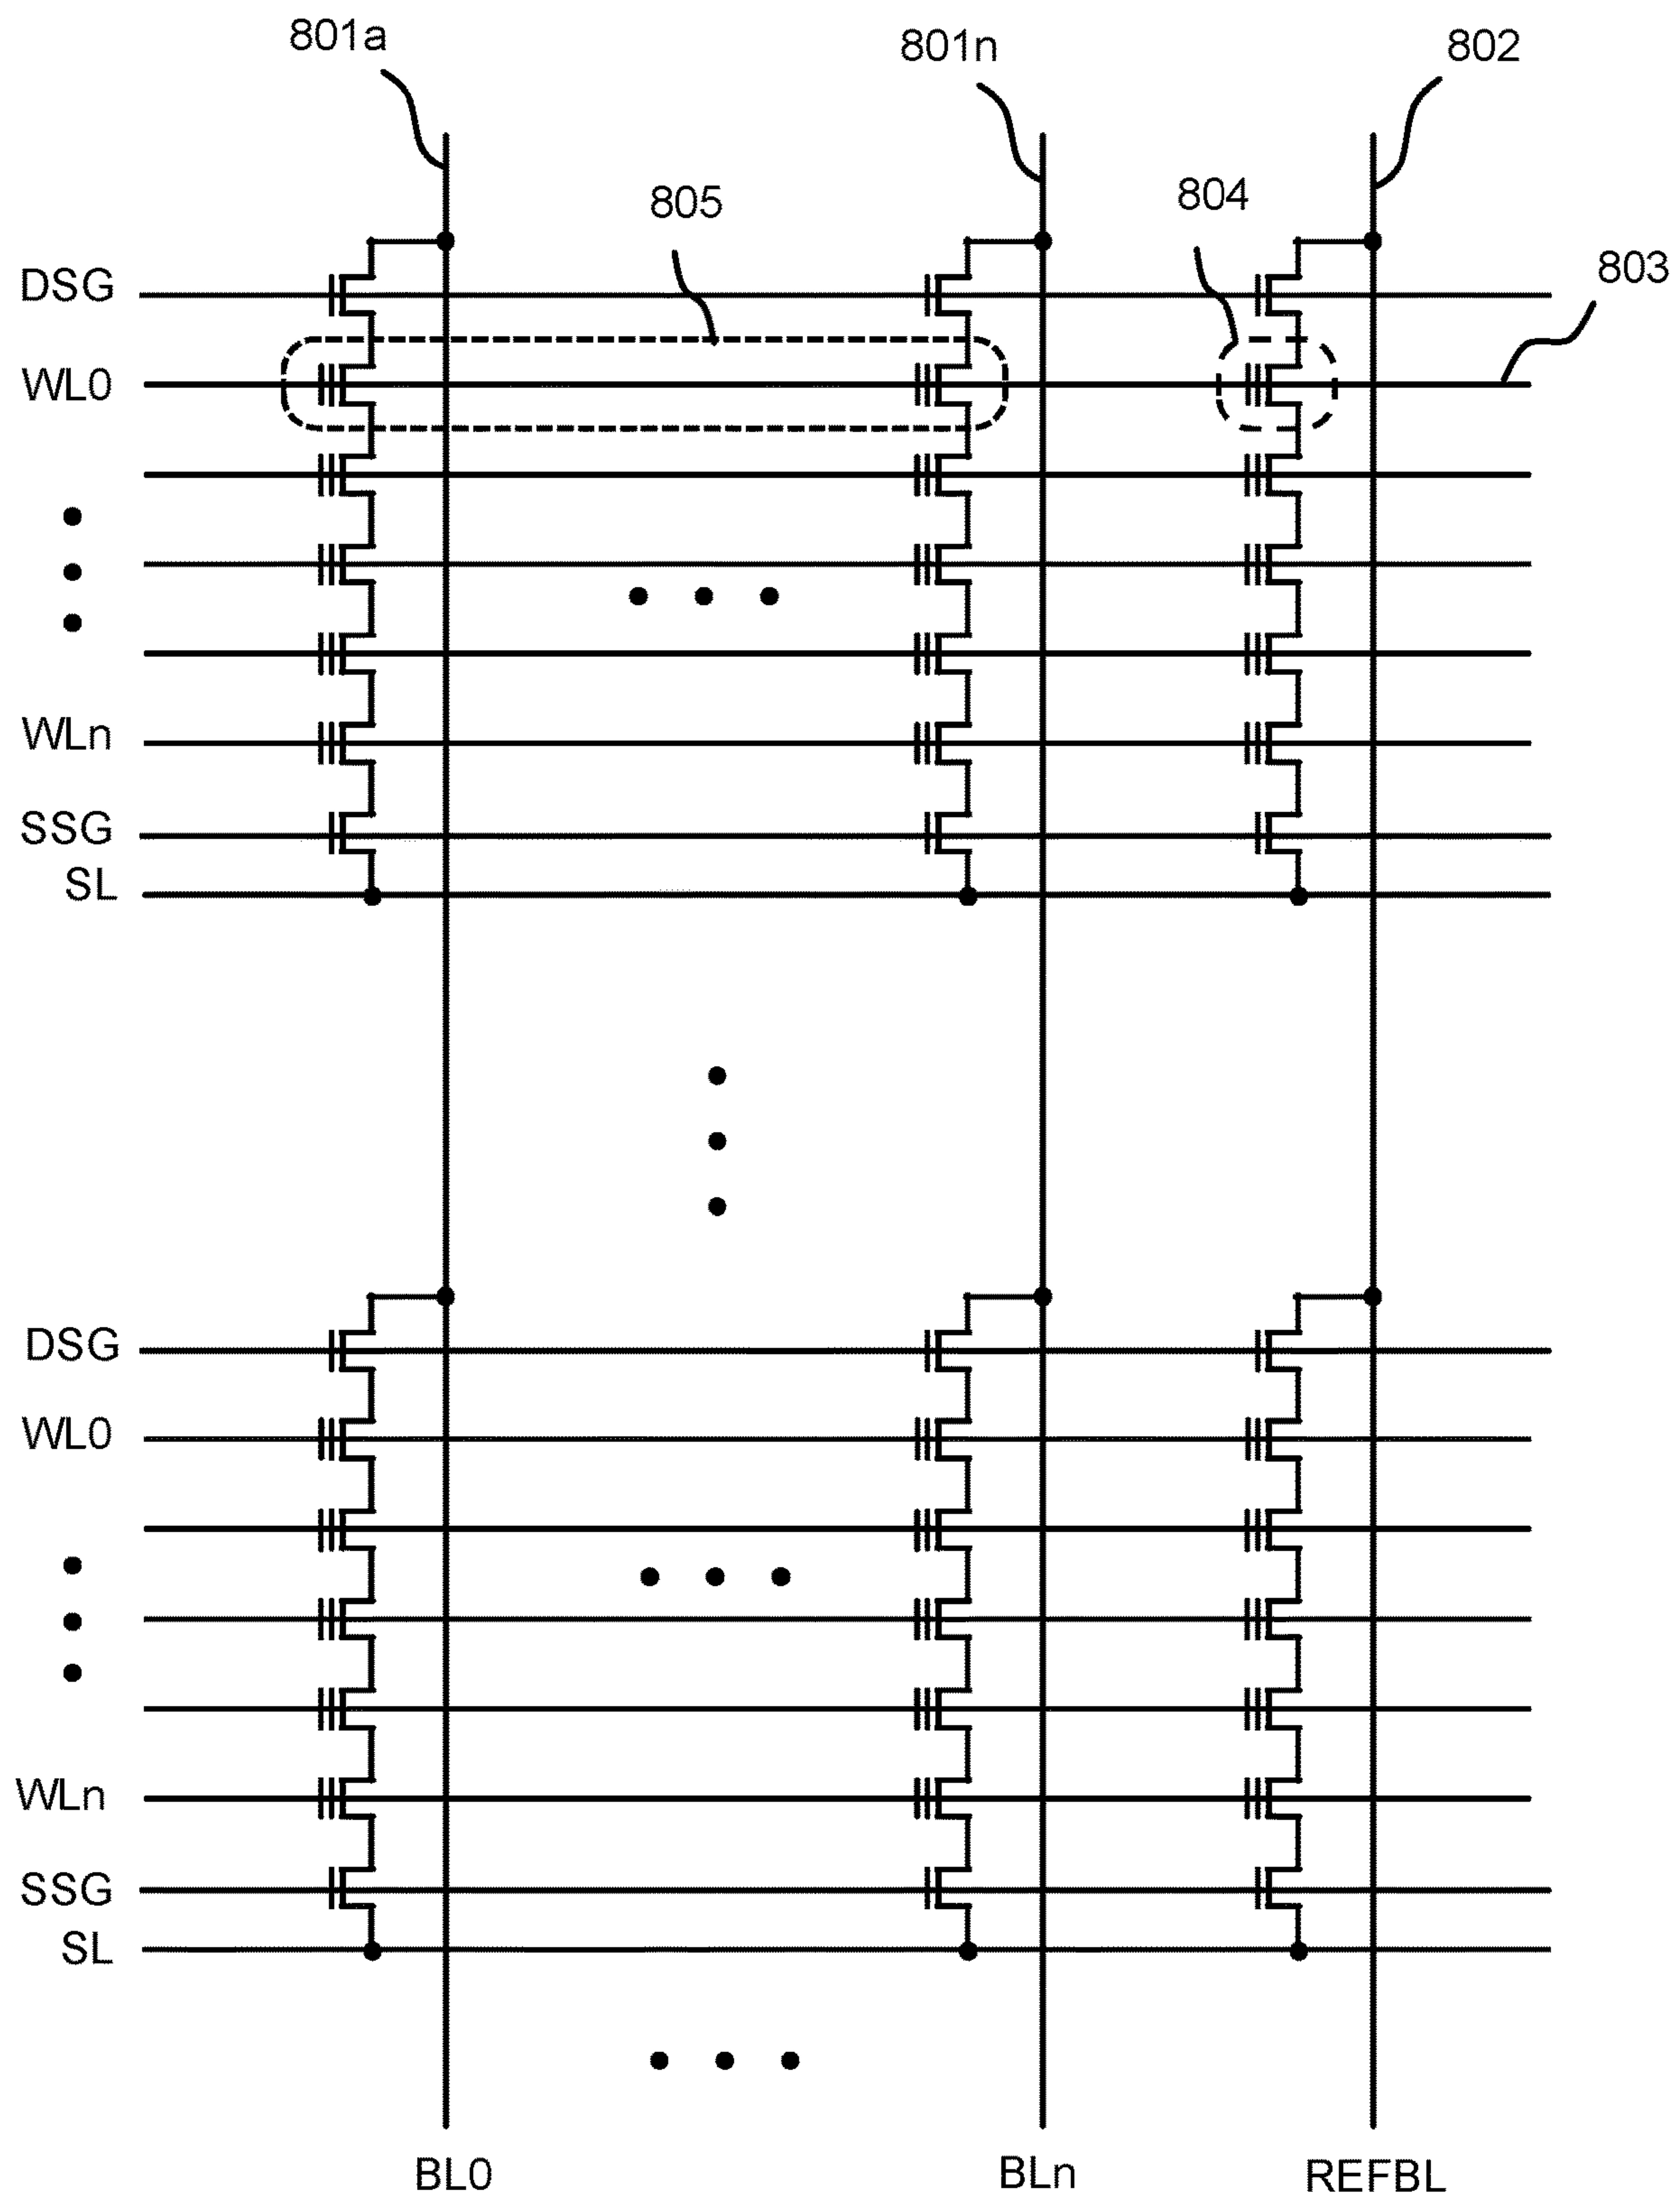 801a
801n
802
805
804
803
DSG
WL0
WLn
SSG
SL
DSG
WL0
WLn
SSG
SL
BL0
BLn
REFBL